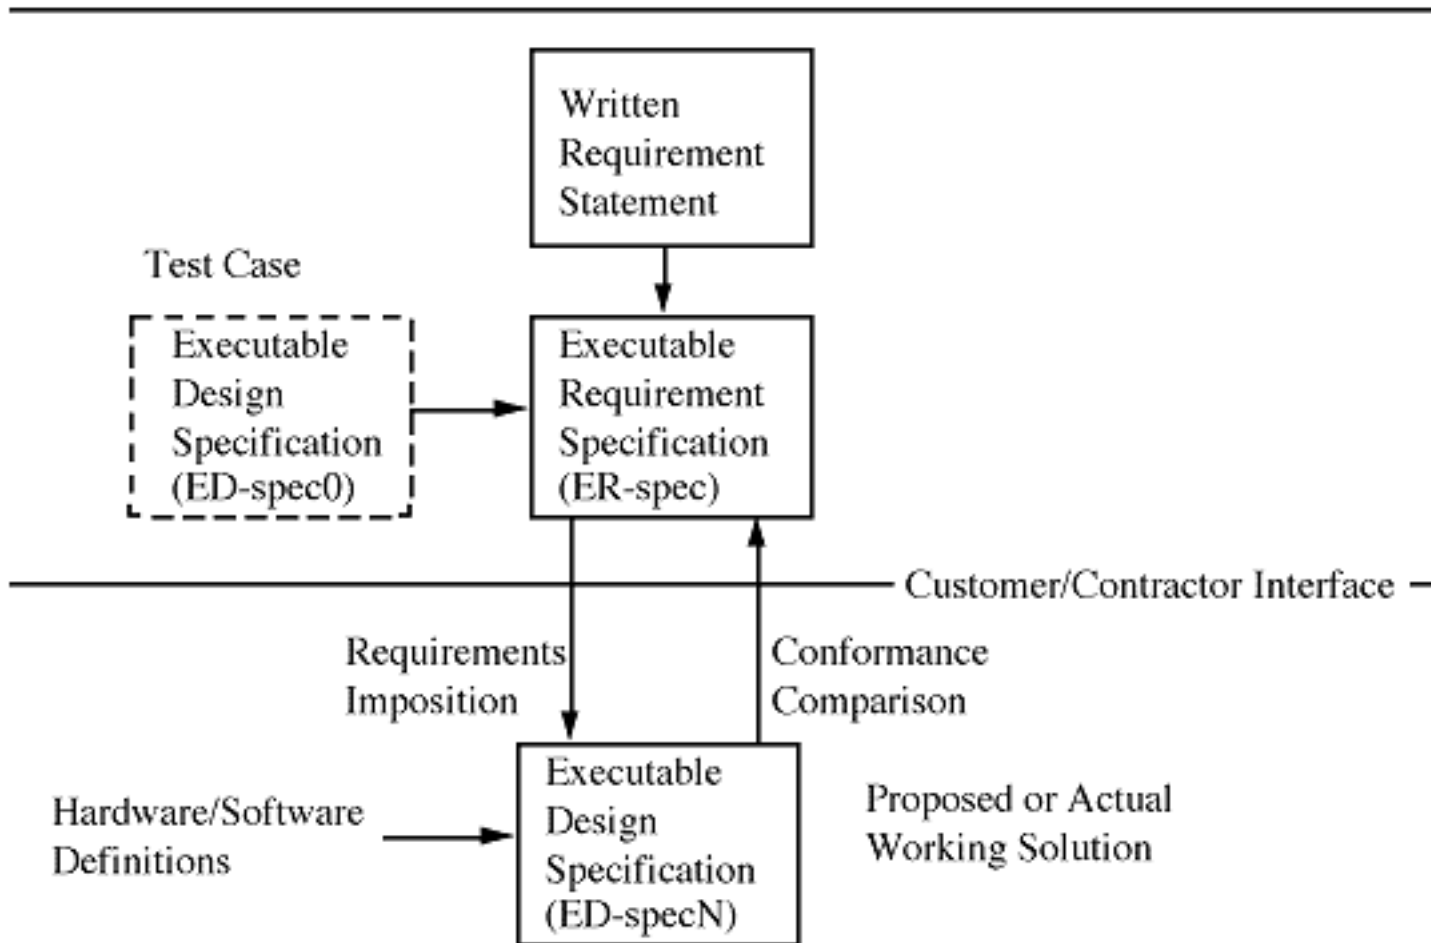 Written
Requirement
Statement
Test Case
Executable
Design
Specification
(ED-spec0)
Executable
Requirement
Specification
(ER-spec)
Customer/Contractor Interface
Requirements
Imposition
Conformance
Comparison
Hardware/Software
Definitions
Executable
Design
Specification
(ED-specN)
Proposed or Actual
Working Solution